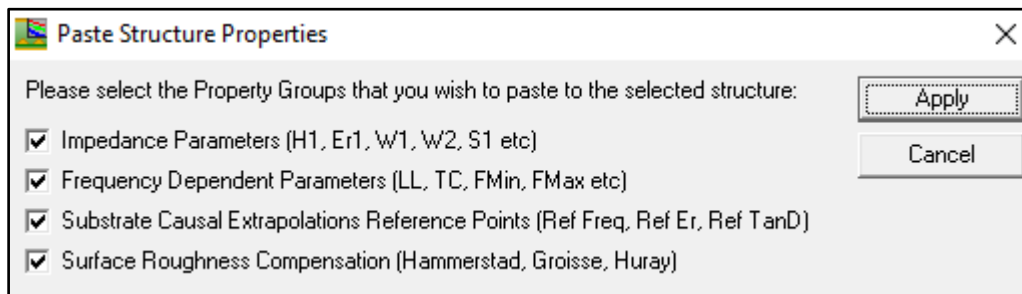 Paste Structure Properties
Please select the Property Groups that you wish to paste to the selected structure:
Apply
Impedance Parameters (H1, Er1, W1, W2, S1 etc)
Cancel
Frequency Dependent Parameters (LL, TC, FMin, FMax etc)
Substrate Causal Extrapolations Reference Points (Ref Freq, Ref Er, Ref TanD)
Surface Roughness Compensation (Hammerstad, Groisse, Huray)